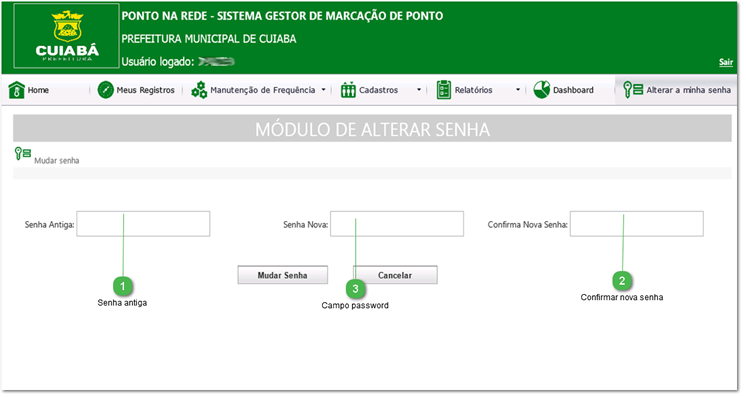 PONTO NA REDE - SISTEMA GESTOR DE MARCAÇÃO DE PONTO
PREFEITURA MUNICIPAL DE CUIABA
CUIABÁ
PREFEITURA
Usuário logado:
Sair
Home Meus Registros Manutenção de Frequência Cadastros Relatórios Dashboard Alterar a minha senha
MÓDULO DE ALTERAR SENHA
Mudar senha
Senha Antiga: Senha Nova: Confirma Nova Senha:
Mudar Senha Cancelar
1 3 2
Senha antiga Campo password Confirmar nova senha